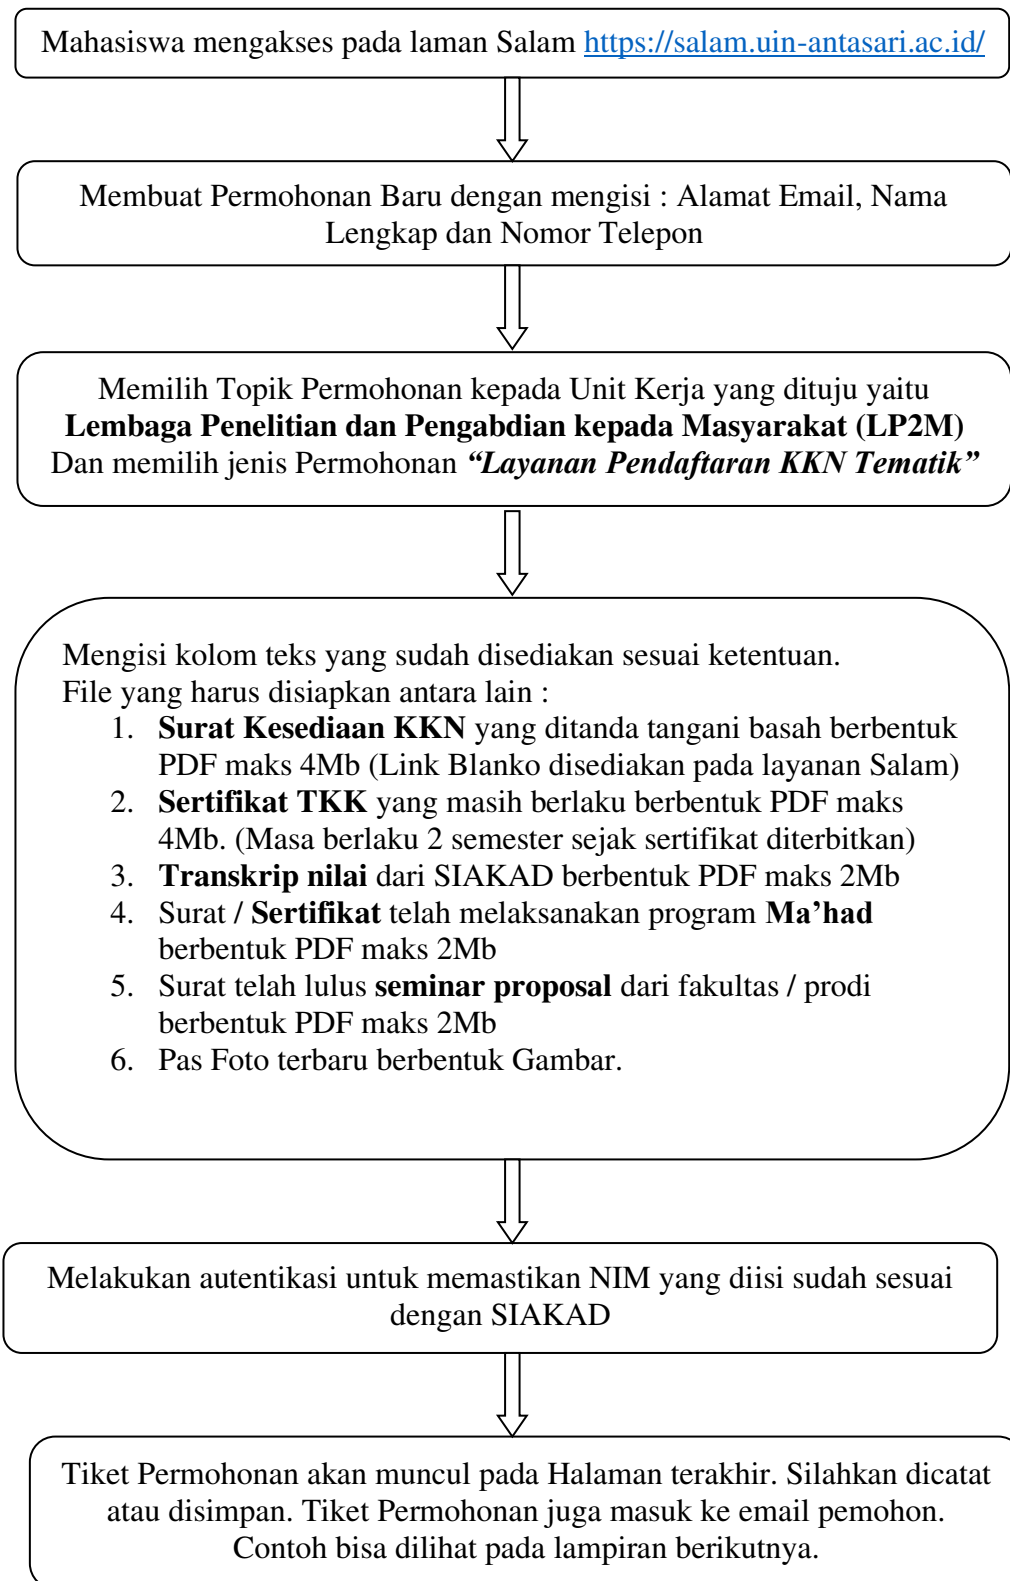 Mahasiswa mengakses pada laman Salam https://salam.uin-antasari.ac.id/
Membuat Permohonan Baru dengan mengisi : Alamat Email, Nama
Lengkap dan Nomor Telepon
Memilih Topik Permohonan kepada Unit Kerja yang dituju yaitu
Lembaga Penelitian dan Pengabdian kepada Masyarakat (LP2M)
Dan memilih jenis Permohonan “Layanan Pendaftaran KKN Tematik”
Mengisi kolom teks yang sudah disediakan sesuai ketentuan.
File yang harus disiapkan antara lain :
1. Surat Kesediaan KKN yang ditanda tangani basah berbentuk
PDF maks 4Mb (Link Blanko disediakan pada layanan Salam)
2. Sertifikat TKK yang masih berlaku berbentuk PDF maks
4Mb. (Masa berlaku 2 semester sejak sertifikat diterbitkan)
3. Transkrip nilai dari SIAKAD berbentuk PDF maks 2Mb
4. Surat / Sertifikat telah melaksanakan program Ma’had
berbentuk PDF maks 2Mb
5. Surat telah lulus seminar proposal dari fakultas / prodi
berbentuk PDF maks 2Mb
6. Pas Foto terbaru berbentuk Gambar.
Melakukan autentikasi untuk memastikan NIM yang diisi sudah sesuai
dengan SIAKAD
Tiket Permohonan akan muncul pada Halaman terakhir. Silahkan dicatat
atau disimpan. Tiket Permohonan juga masuk ke email pemohon.
Contoh bisa dilihat pada lampiran berikutnya.